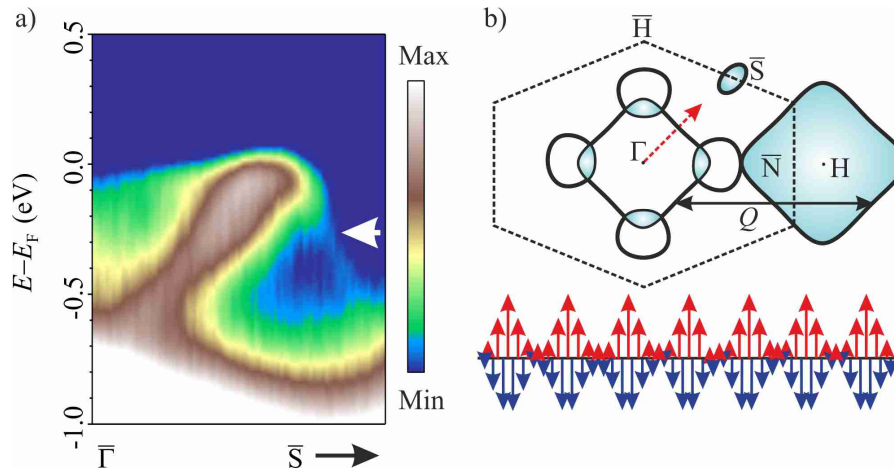 a)
0.5
0.0
-0.5
-1.0
E–E_F (eV)
Γ̅
S̅
Max
Min
b)
H̅
S̅
Γ
N̅
·H
Q